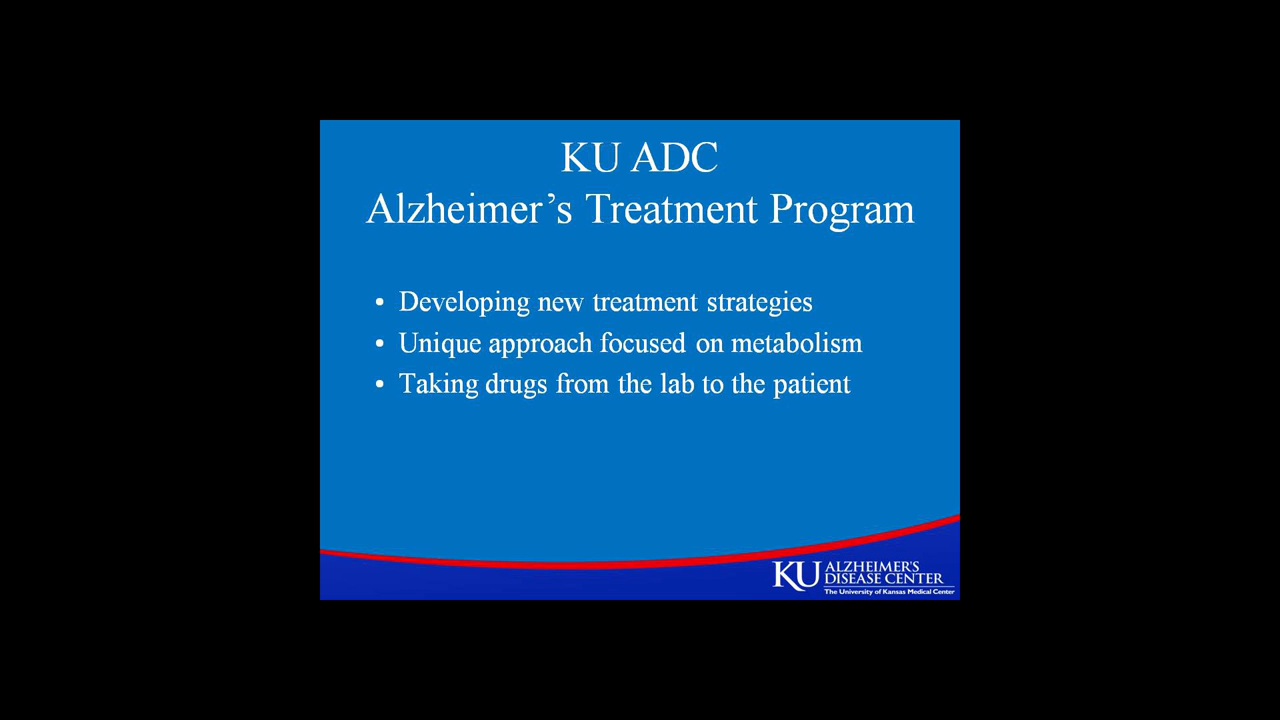 KU ADC
Alzheimer’s Treatment Program
• Developing new treatment strategies
• Unique approach focused on metabolism
• Taking drugs from the lab to the patient
KU ALZHEIMER'S
DISEASE CENTER
The University of Kansas Medical Center